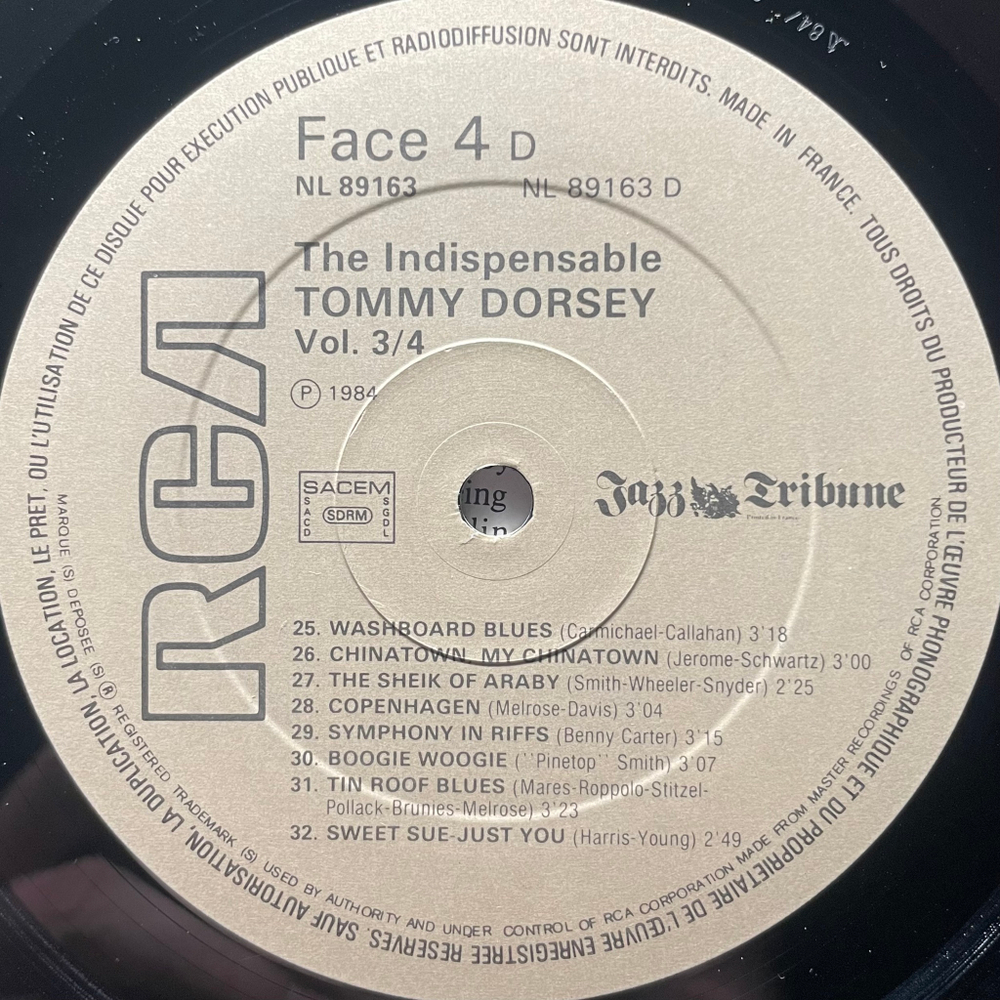 TOUS DROITS DU PRODUCTEUR DE L'ŒUVRE PHONOGRAPHIQUE ET DU PROPRIETAIRE DE L'ŒUVRE ENREGISTREE RESERVES. SAUF AUTORISATION, LA DUPLICATION, LA LOCATION, LE PRET, OU L'UTILISATION DE CE DISQUE POUR EXECUTION PUBLIQUE ET RADIODIFFUSION SONT INTERDITS. MADE IN FRANCE.
Face 4 D
NL 89163 NL 89163 D
The Indispensable
TOMMY DORSEY
Vol. 3/4
℗ 1984
RCA
SACEM
SACD
SDRM
SGDL
ing
lin
Jazz Tribune
25. WASHBOARD BLUES (Carmichael-Callahan) 3'18
26. CHINATOWN, MY CHINATOWN (Jerome-Schwartz) 3'00
27. THE SHEIK OF ARABY (Smith-Wheeler-Snyder) 2'25
28. COPENHAGEN (Melrose-Davis) 3'04
29. SYMPHONY IN RIFFS (Benny Carter) 3'15
30. BOOGIE WOOGIE (''Pinetop'' Smith) 3'07
31. TIN ROOF BLUES (Mares-Roppolo-Stitzel-
Pollack-Brunies-Melrose) 3'23
32. SWEET SUE-JUST YOU (Harris-Young) 2'49
MARQUE (S) DEPOSEE (S) ® REGISTERED TRADEMARK (S) USED BY AUTHORITY AND UNDER CONTROL OF RCA CORPORATION MADE FROM MASTER RECORDINGS OF RCA CORPORATION